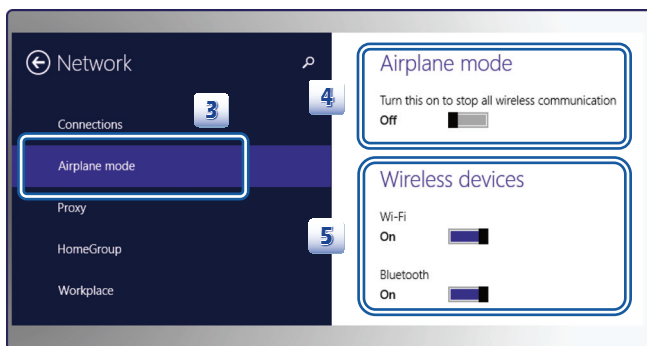 Network
3
Connections
Airplane mode
Proxy
HomeGroup
Workplace
4
Airplane mode
Turn this on to stop all wireless communication
Off
5
Wireless devices
Wi-Fi
On
Bluetooth
On